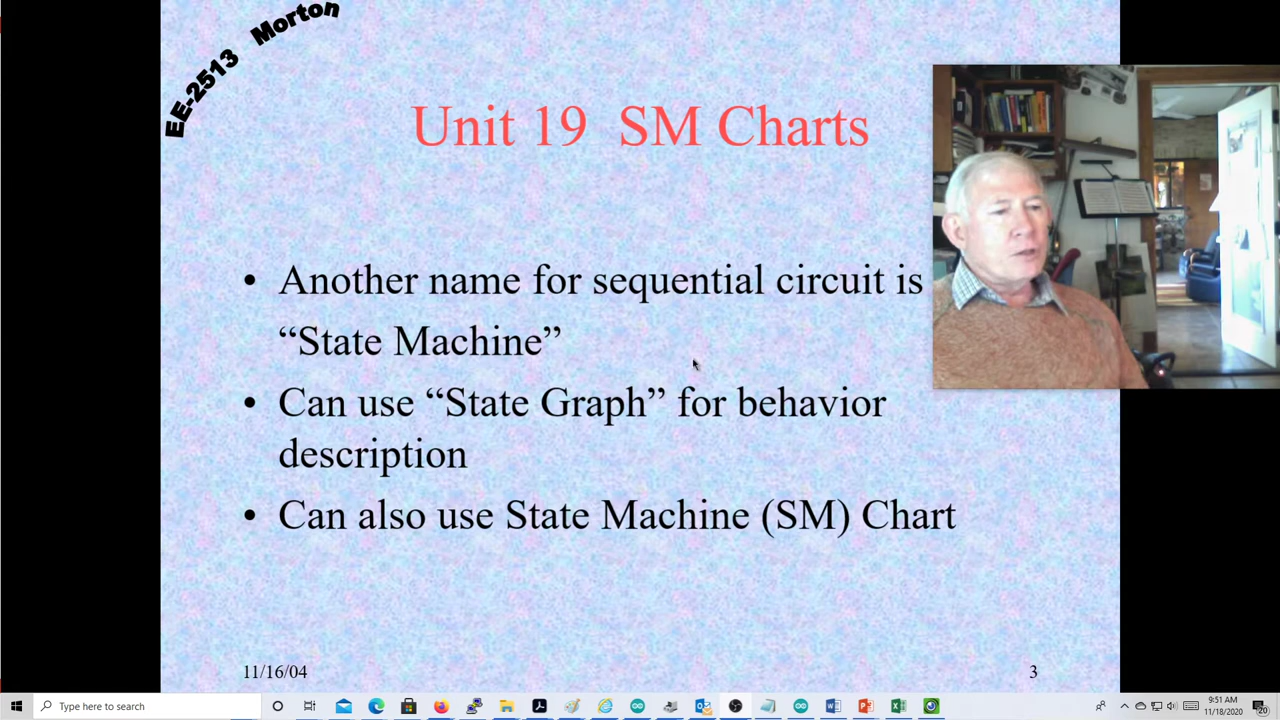 EE-2513 Morton
Unit 19 SM Charts
• Another name for sequential circuit is
“State Machine”
• Can use “State Graph” for behavior
description
• Can also use State Machine (SM) Chart
11/16/04
3
Type here to search
9:51 AM
11/18/2020
20